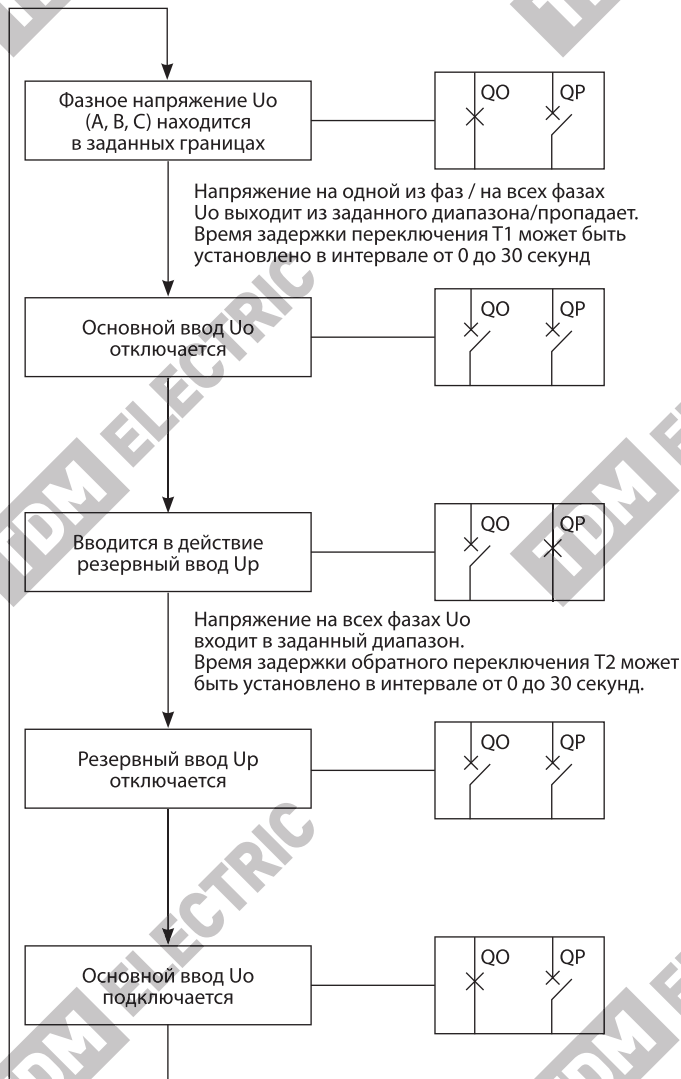 Фазное напряжение Uo
(A, B, C) находится
в заданных границах
QO QP
Напряжение на одной из фаз / на всех фазах
Uo выходит из заданного диапазона/пропадает.
Время задержки переключения T1 может быть
установлено в интервале от 0 до 30 секунд
Основной ввод Uo
отключается
QO QP
Вводится в действие
резервный ввод Up
QO QP
Напряжение на всех фазах Uo
входит в заданный диапазон.
Время задержки обратного переключения T2 может
быть установлено в интервале от 0 до 30 секунд.
Резервный ввод Up
отключается
QO QP
Основной ввод Uo
подключается
QO QP
TDM ELECTRIC
TDM ELECTRIC